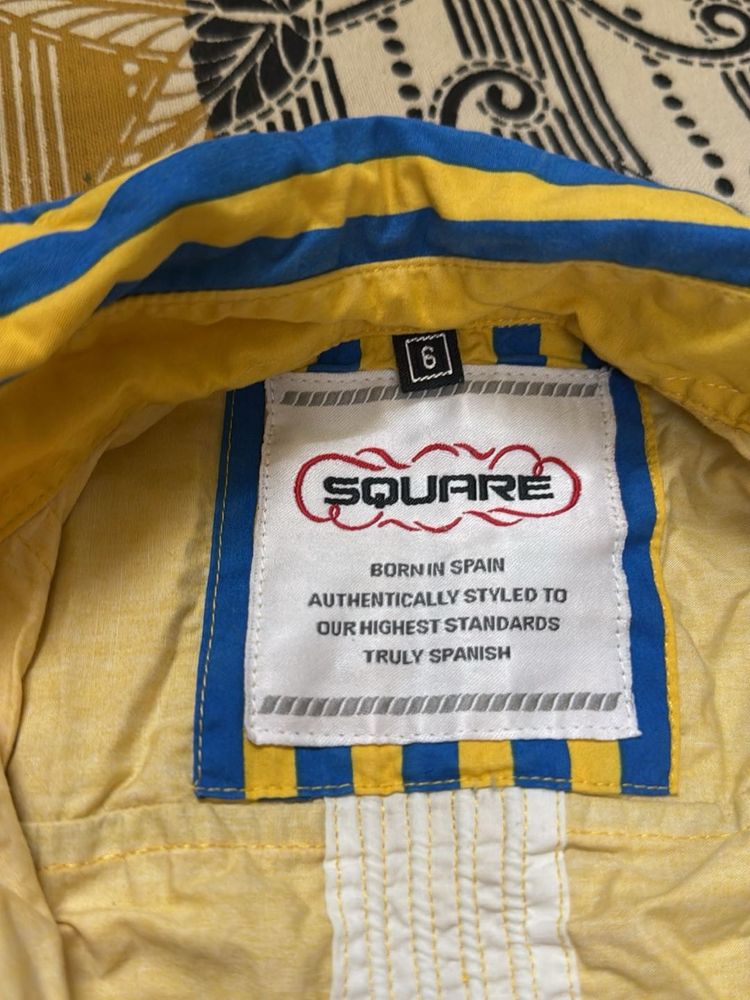 6
SQUARE
BORN IN SPAIN
AUTHENTICALLY STYLED TO
OUR HIGHEST STANDARDS
TRULY SPANISH